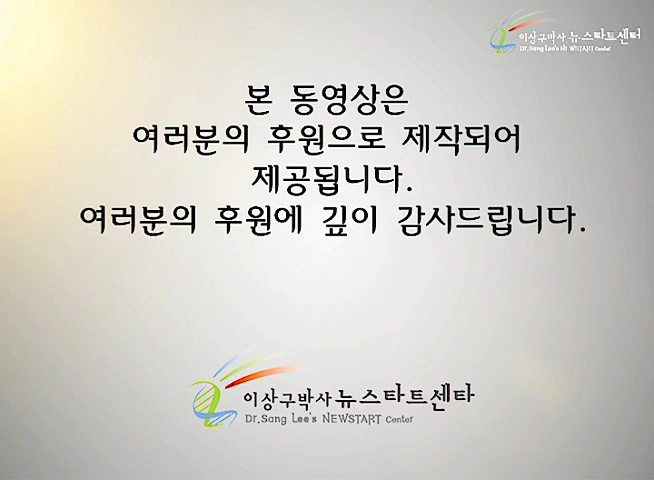 이상구박사 뉴스타트센터
Dr. Sang Lee's NEWSTART Center
본 동영상은
여러분의 후원으로 제작되어
제공됩니다.
여러분의 후원에 깊이 감사드립니다.
이상구박사 뉴스타트센타
Dr.Sang Lee's NEWSTART Center